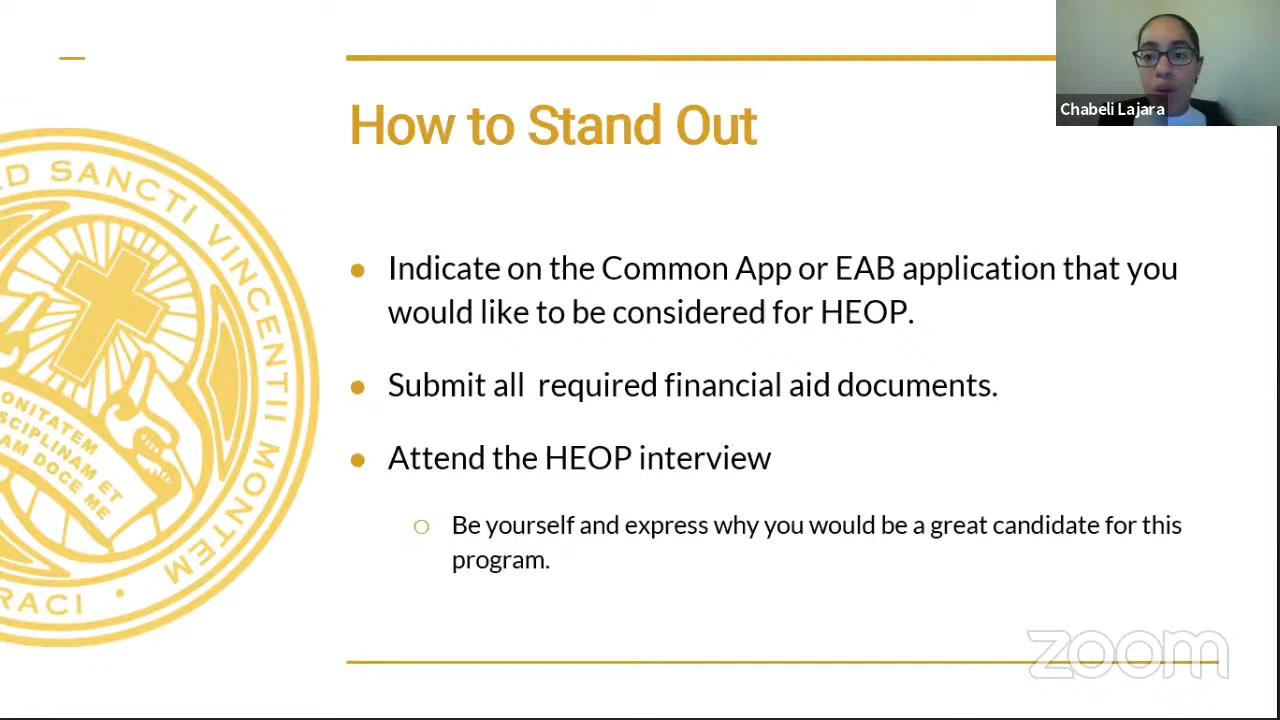 Chabeli Lajara
How to Stand Out
RD SANCTI VINCENTII MONTEM
RACI •
ONITATEM
SCIPLINAM ET
AM DOCE ME
Indicate on the Common App or EAB application that you
would like to be considered for HEOP.
Submit all required financial aid documents.
Attend the HEOP interview
Be yourself and express why you would be a great candidate for this
program.
zoom